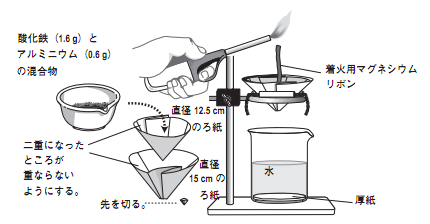 酸化鉄（1.6 g）と
アルミニウム（0.6 g）
の混合物
着火用マグネシウム
リボン
直径 12.5 cm
のろ紙
二重になった
ところが
重ならない
ようにする。
直径
15 cm の
ろ紙
先を切る。
水
厚紙